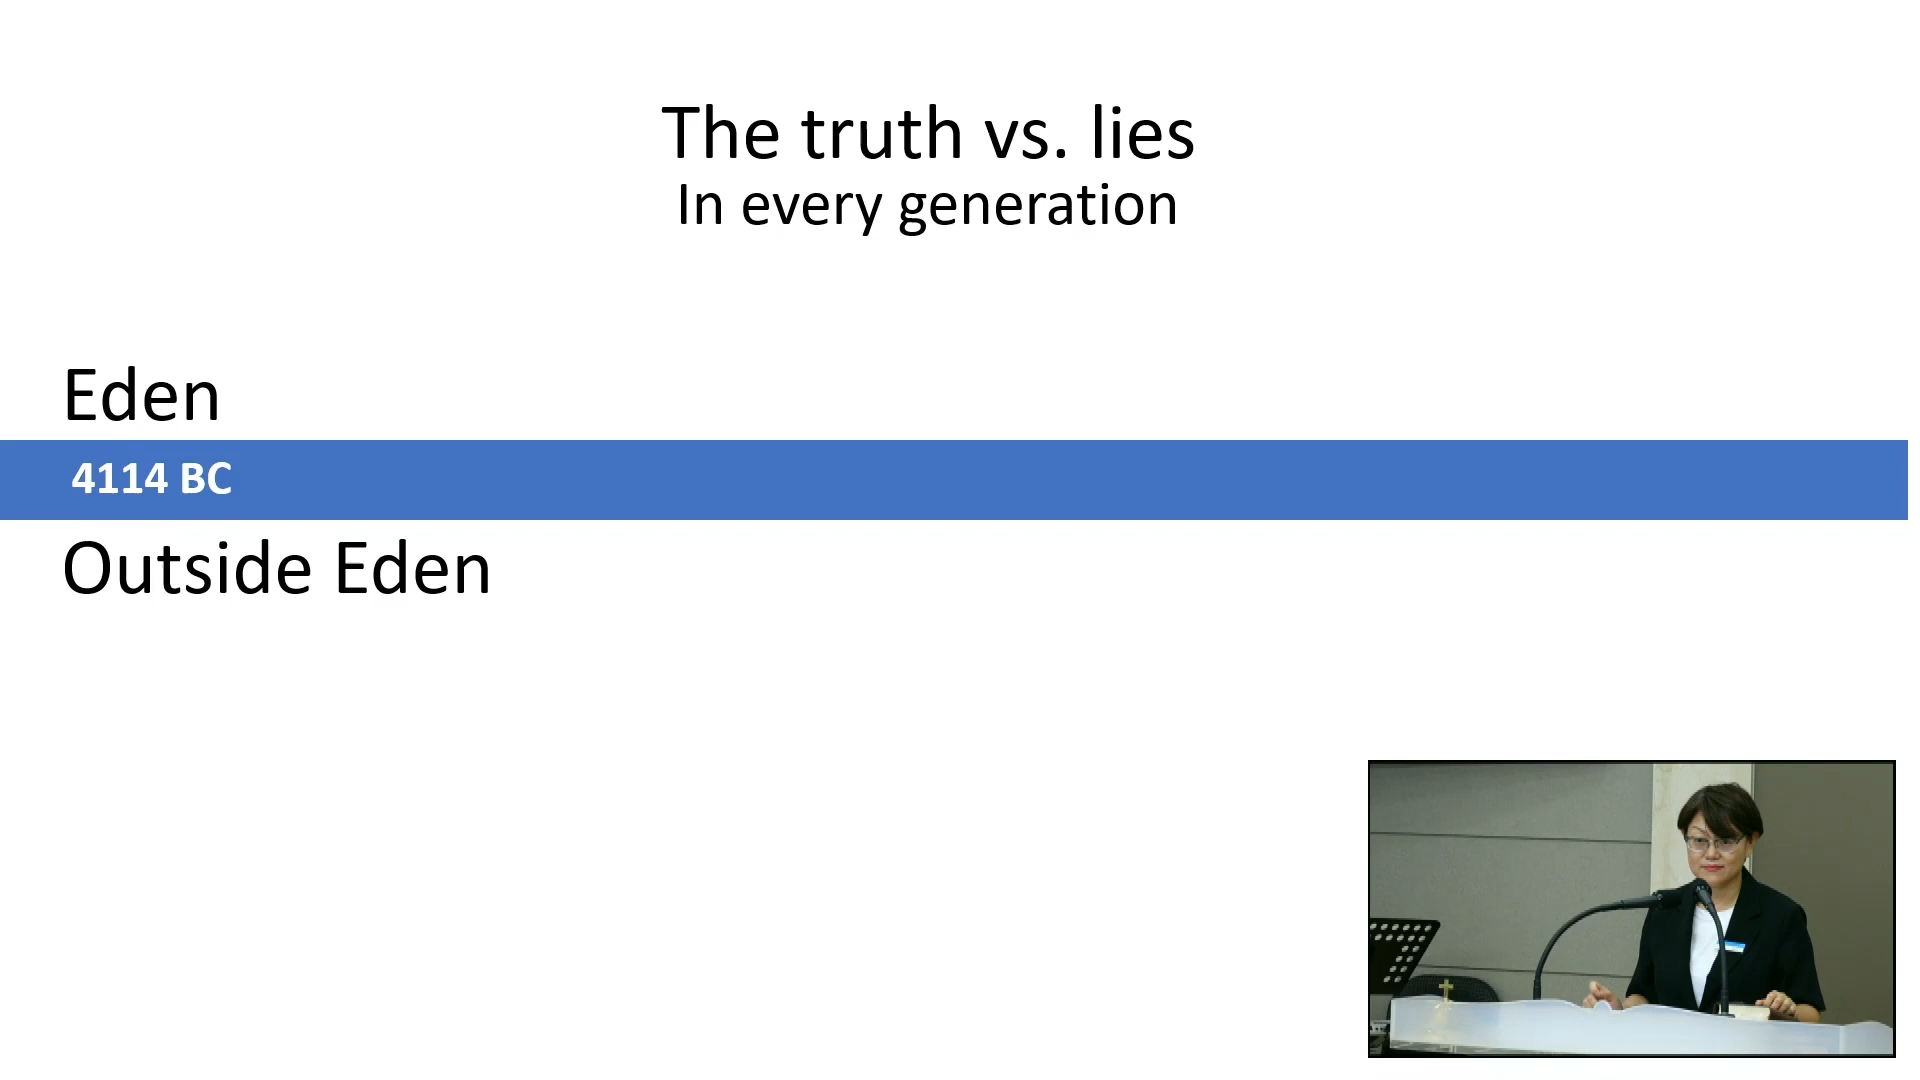 The truth vs. lies
In every generation
Eden
4114 BC
Outside Eden